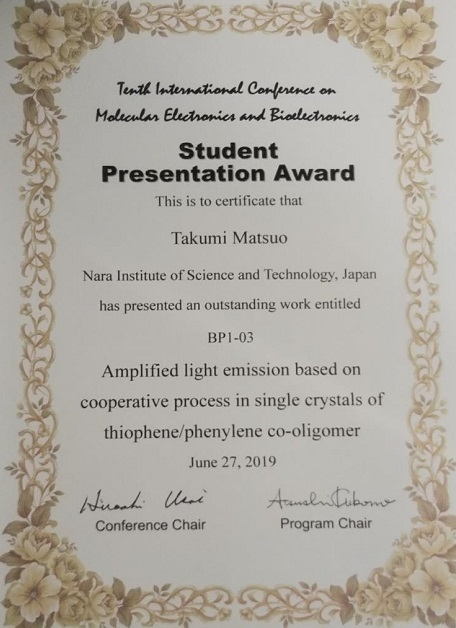 Tenth International Conference on
Molecular Electronics and Bioelectronics
Student
Presentation Award
This is to certificate that
Takumi Matsuo
Nara Institute of Science and Technology, Japan
has presented an outstanding work entitled
BP1-03
Amplified light emission based on
cooperative process in single crystals of
thiophene/phenylene co-oligomer
June 27, 2019
Conference Chair
Program Chair